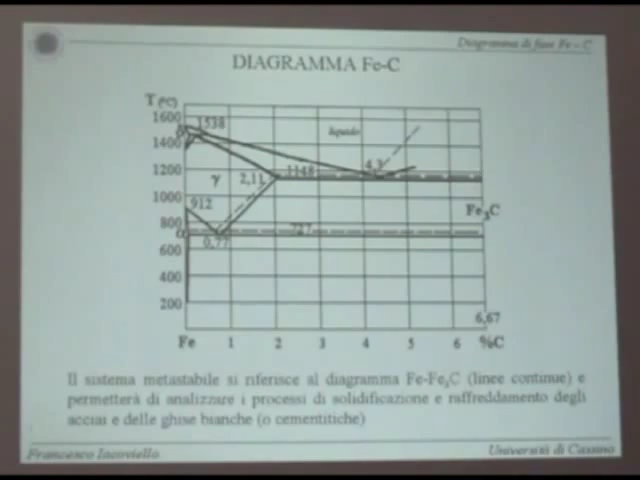 Diagramma di fase Fe – C
DIAGRAMMA Fe-C
T (°C)
1600
1538
liquido
1400
4,3
1200
1148
γ
2,11
1000
912
Fe3C
800
727
0,77
600
400
200
6,67
Fe 1 2 3 4 5 6 %C
Il sistema metastabile si riferisce al diagramma Fe-Fe3C (linee continue) e
permetterà di analizzare i processi di solidificazione e raffreddamento degli
acciai e delle ghise bianche (o cementitiche)
Francesco Iacoviello
Università di Cassino